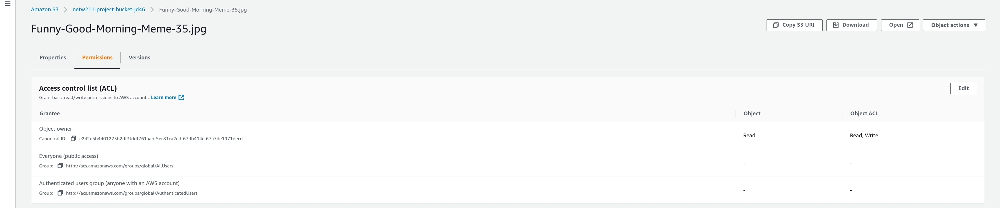 Amazon S3 > netw211-project-bucket-jd46 > Funny-Good-Morning-Meme-35.jpg
Funny-Good-Morning-Meme-35.jpg
Copy S3 URI
Download
Open
Object actions
Properties
Permissions
Versions
Access control list (ACL)
Edit
Grant basic read/write permissions to AWS accounts. Learn more
Grantee
Object
Object ACL
Object owner
Canonical ID: e242e5b4401223b2df3fddf761aabf5ec81ca2edf67db414cf67a7de1971decd
Read
Read, Write
Everyone (public access)
Group: http://acs.amazonaws.com/groups/global/AllUsers
-
-
Authenticated users group (anyone with an AWS account)
Group: http://acs.amazonaws.com/groups/global/AuthenticatedUsers
-
-